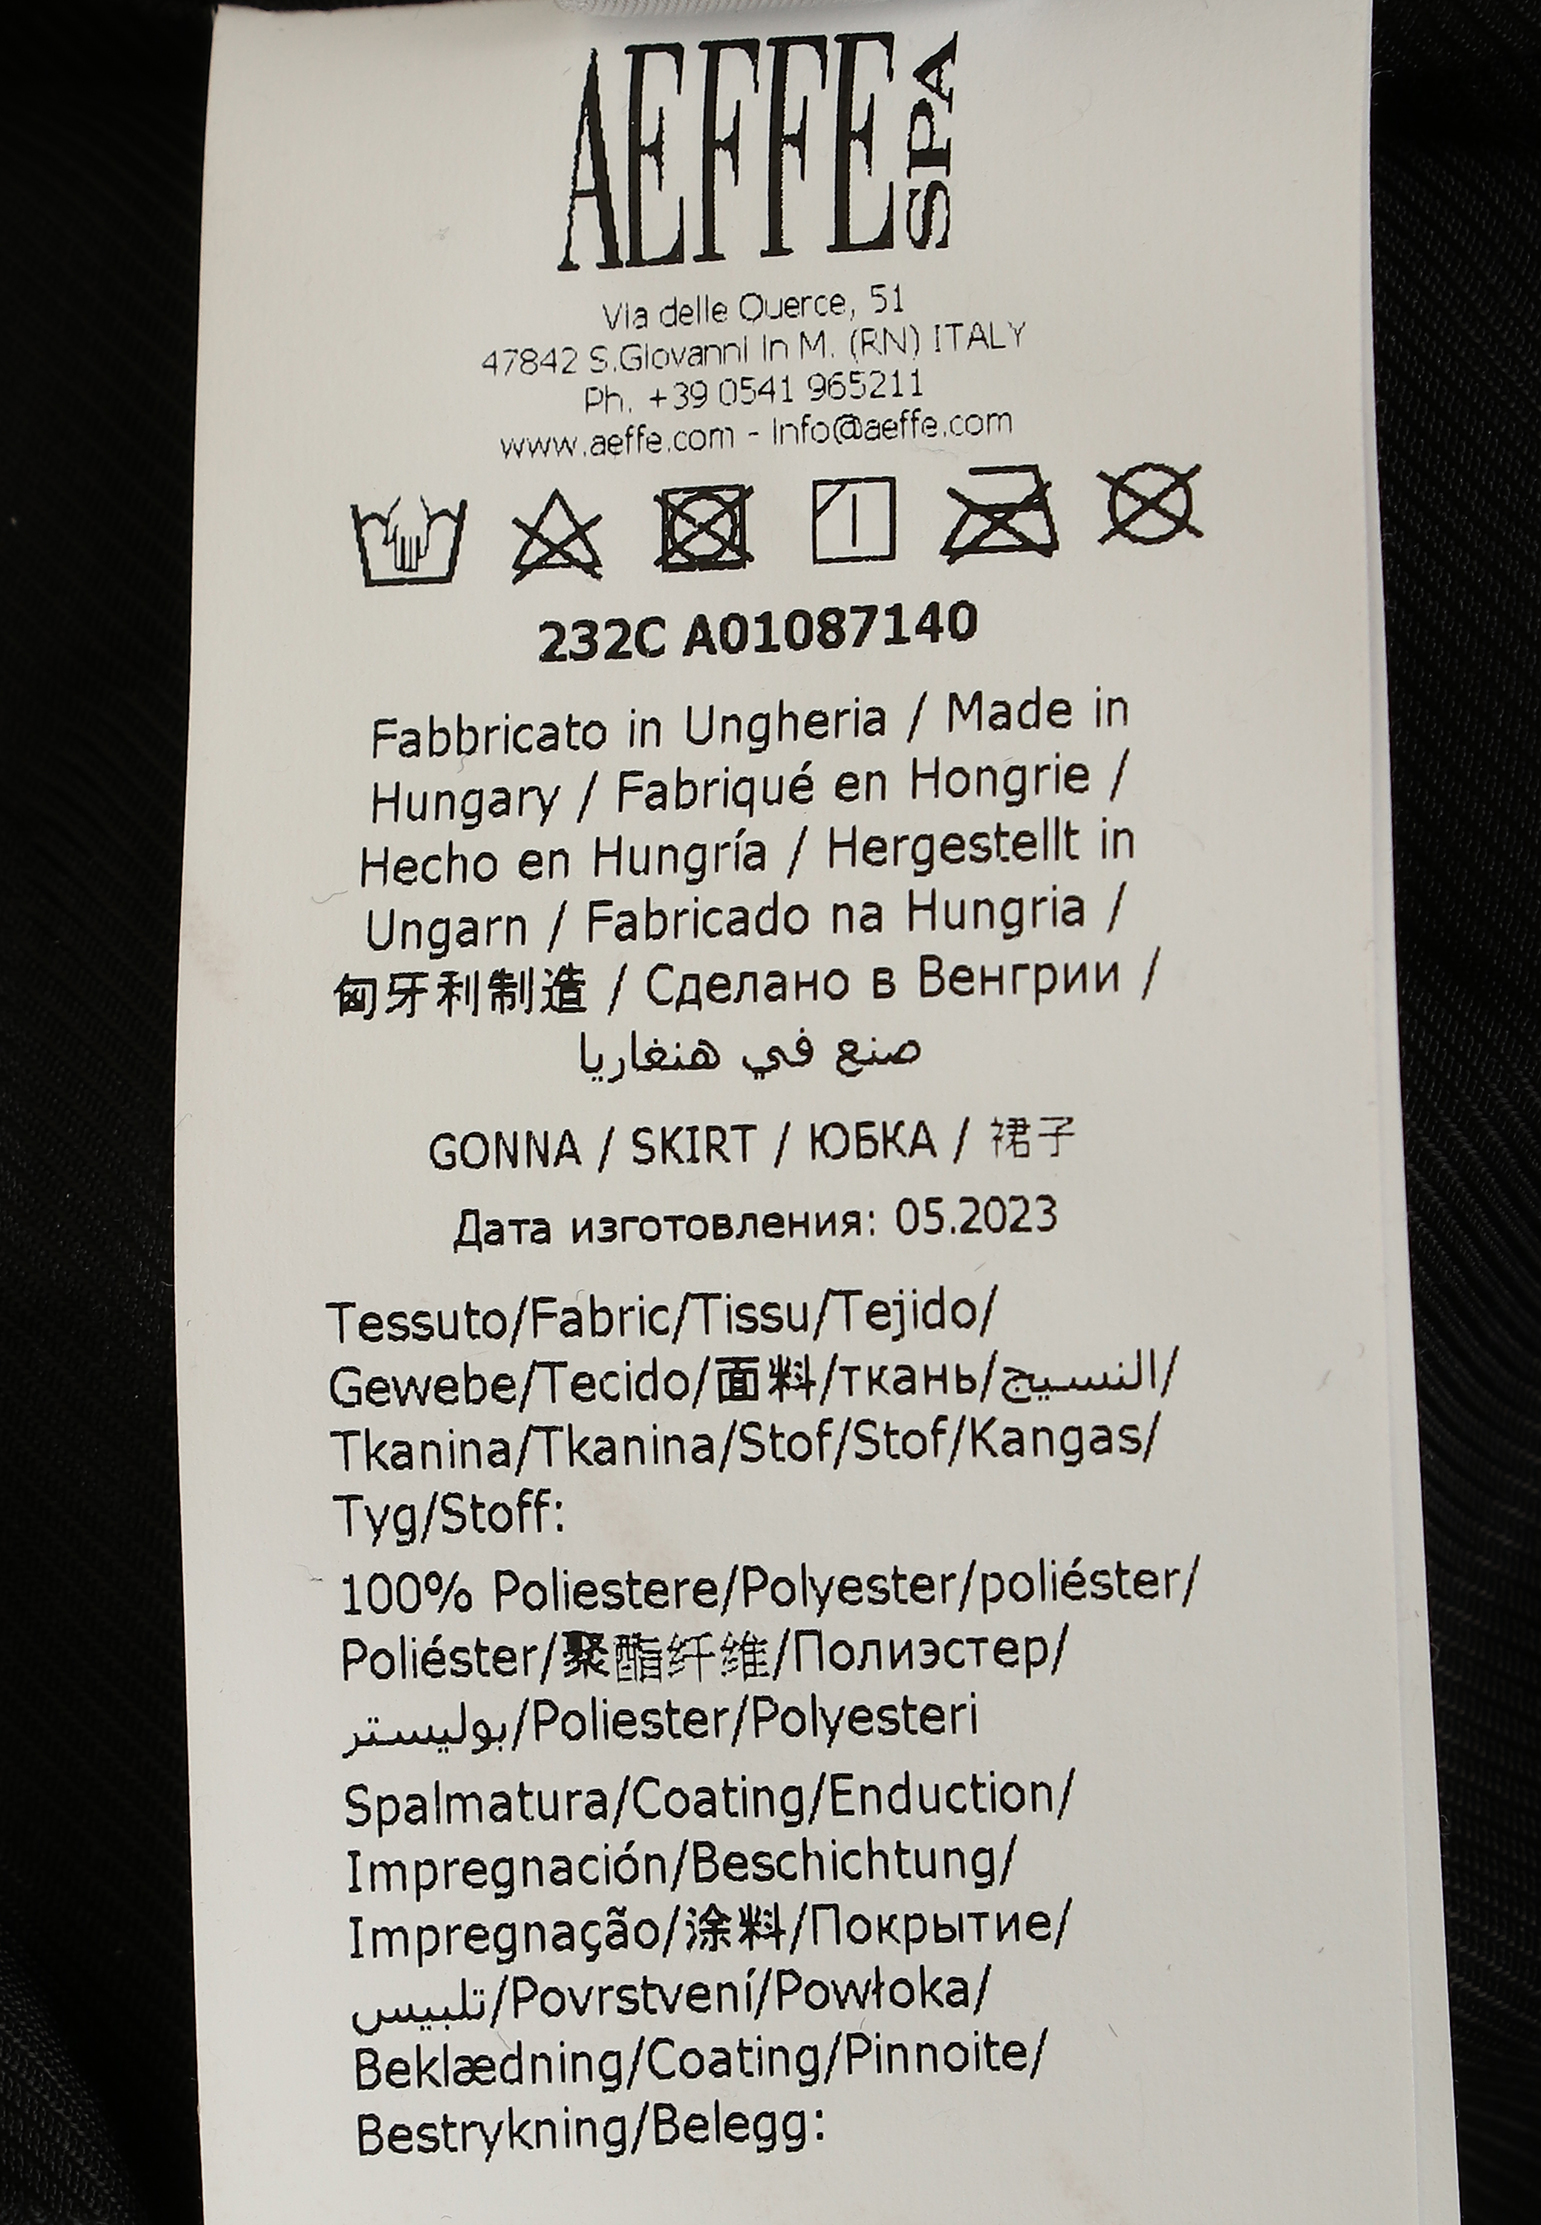 AEFFE SPA
Via delle Querce, 51
47842 S.Giovanni in M. (RN) ITALY
Ph. +39 0541 965211
www.aeffe.com - info@aeffe.com
232C A01087140
Fabbricato in Ungheria / Made in
Hungary / Fabriqué en Hongrie /
Hecho en Hungría / Hergestellt in
Ungarn / Fabricado na Hungria /
匈牙利制造 / Сделано в Венгрии /
صنع في هنغاريا
GONNA / SKIRT / ЮБКА / 裙子
Дата изготовления: 05.2023
Tessuto/Fabric/Tissu/Tejido/
Gewebe/Tecido/面料/ткань/النسيج/
Tkanina/Tkanina/Stof/Stof/Kangas/
Tyg/Stoff:
100% Poliestere/Polyester/poliéster/
Poliéster/聚酯纤维/Полиэстер/
بوليستر/Poliester/Polyesteri
Spalmatura/Coating/Enduction/
Impregnación/Beschichtung/
Impregnação/涂料/Покрытие/
تلبيس/Povrstvení/Powłoka/
Beklædning/Coating/Pinnoite/
Bestrykning/Belegg: